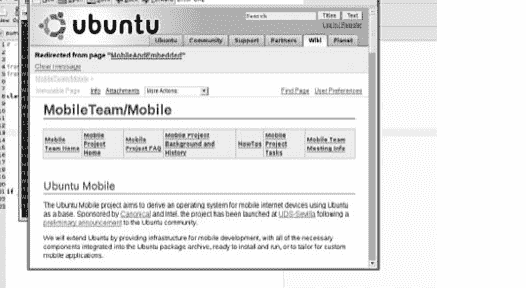 ubuntu
Search
Titles Text
Login/Register
Ubuntu Community Support Partners Wiki Planet
Redirected from page "MobileAndEmbedded"
Clear message
MobileTeam/Mobile
Immutable Page Info Attachments More Actions:
Find Page User Preferences
MobileTeam/Mobile
Mobile Team Home
Mobile Project Home
Mobile Project FAQ
Mobile Project Background and History
HowTos
Mobile Project Tasks
Mobile Team Meeting Info
Ubuntu Mobile
The Ubuntu Mobile project aims to derive an operating system for mobile internet devices using Ubuntu
as a base. Sponsored by Canonical and Intel, the project has been launched at UDS-Sevilla following a
preliminary announcement to the Ubuntu community.
We will extend Ubuntu by providing infrastructure for mobile development, with all of the necessary
components integrated into the Ubuntu package archive, ready to install and run, or to tailor for custom
mobile applications.